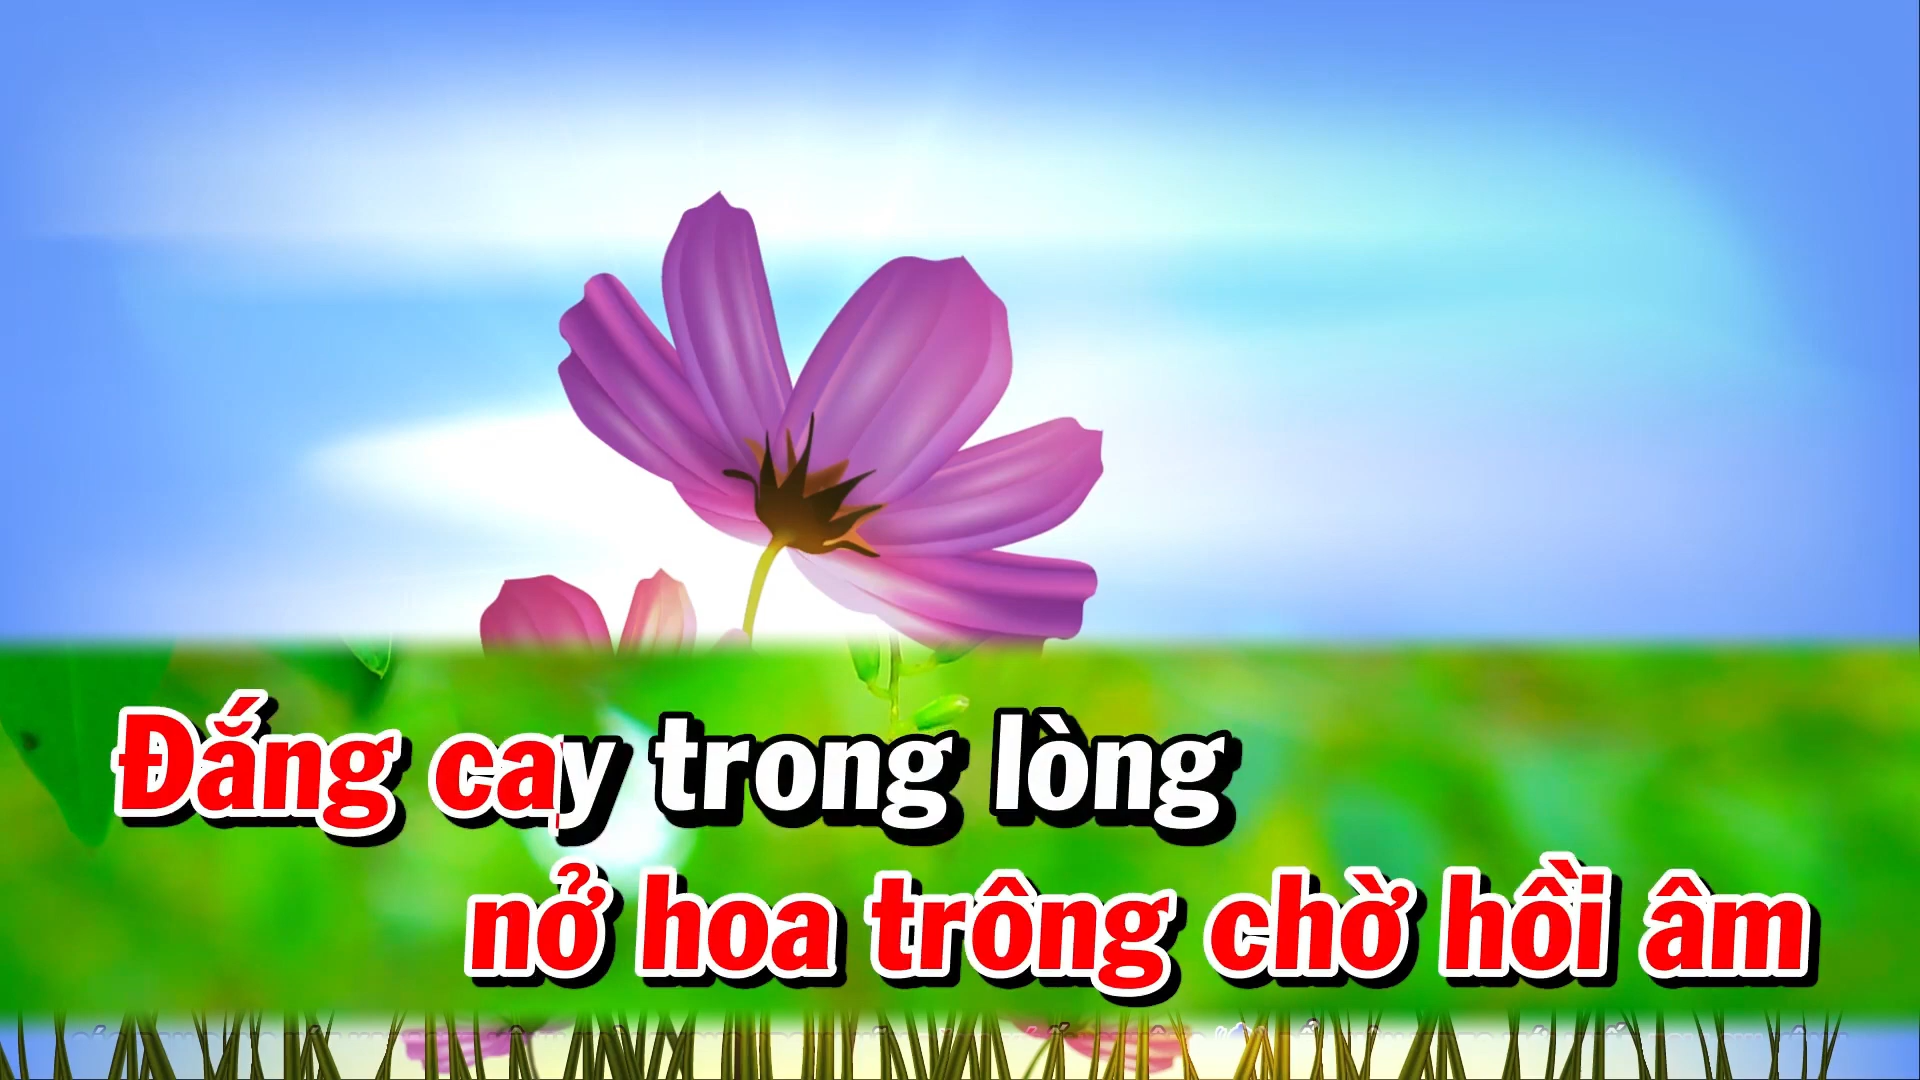 Đắng cay trong lòng
nở hoa trông chờ hồi âm